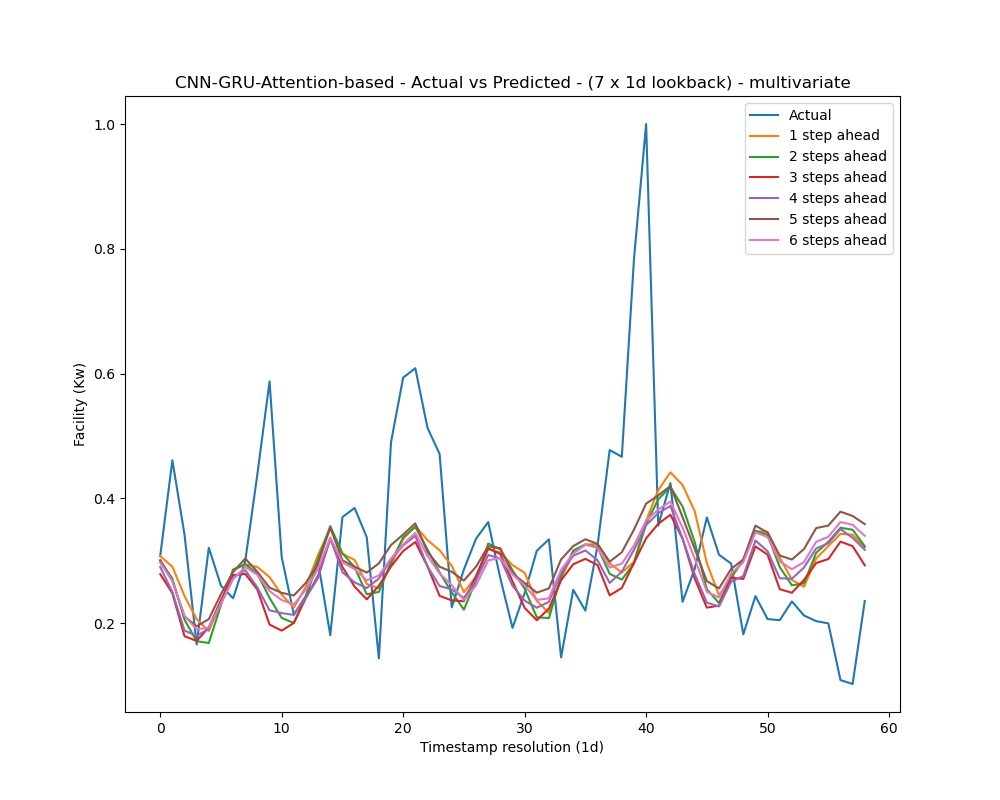 CNN-GRU-Attention-based - Actual vs Predicted - (7 x 1d lookback) - multivariate
Actual
1 step ahead
2 steps ahead
3 steps ahead
4 steps ahead
5 steps ahead
6 steps ahead
1.0
0.8
0.6
0.4
0.2
Facility (Kw)
0 10 20 30 40 50 60
Timestamp resolution (1d)